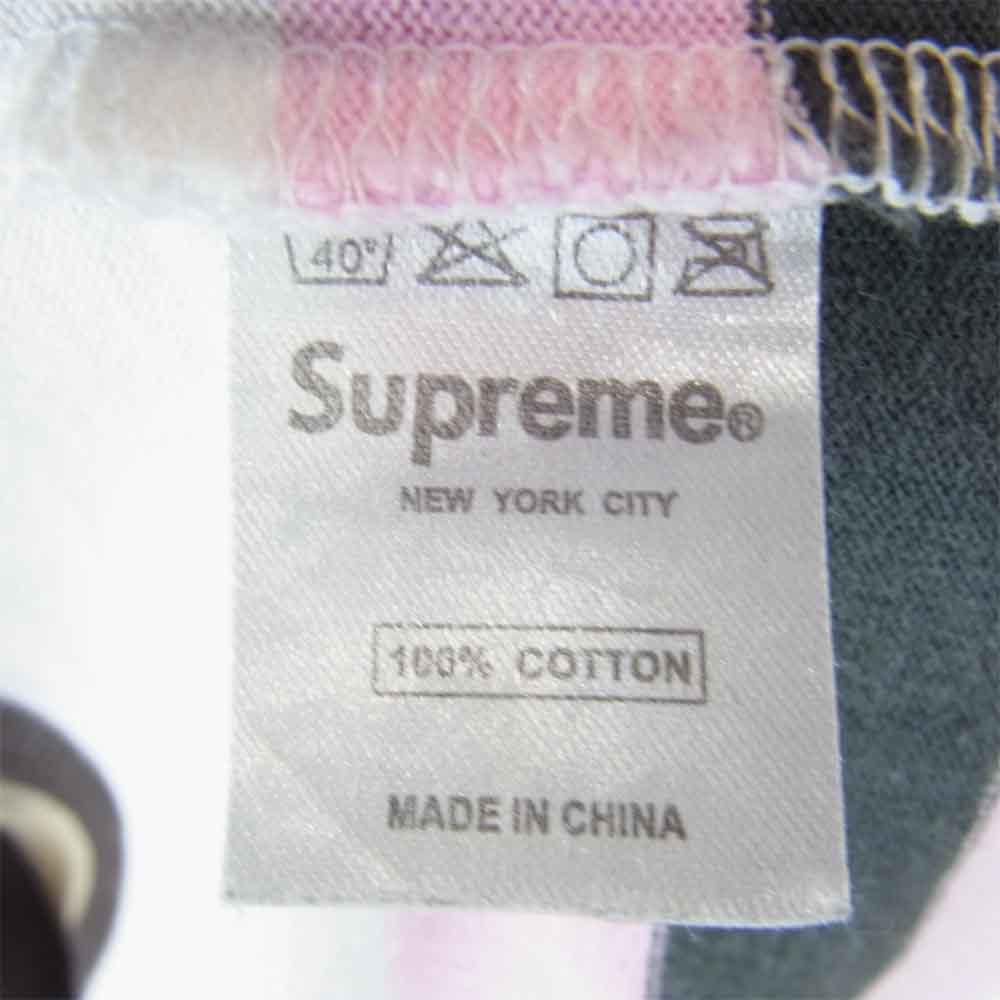 40°
Supreme®
NEW YORK CITY
100% COTTON
MADE IN CHINA